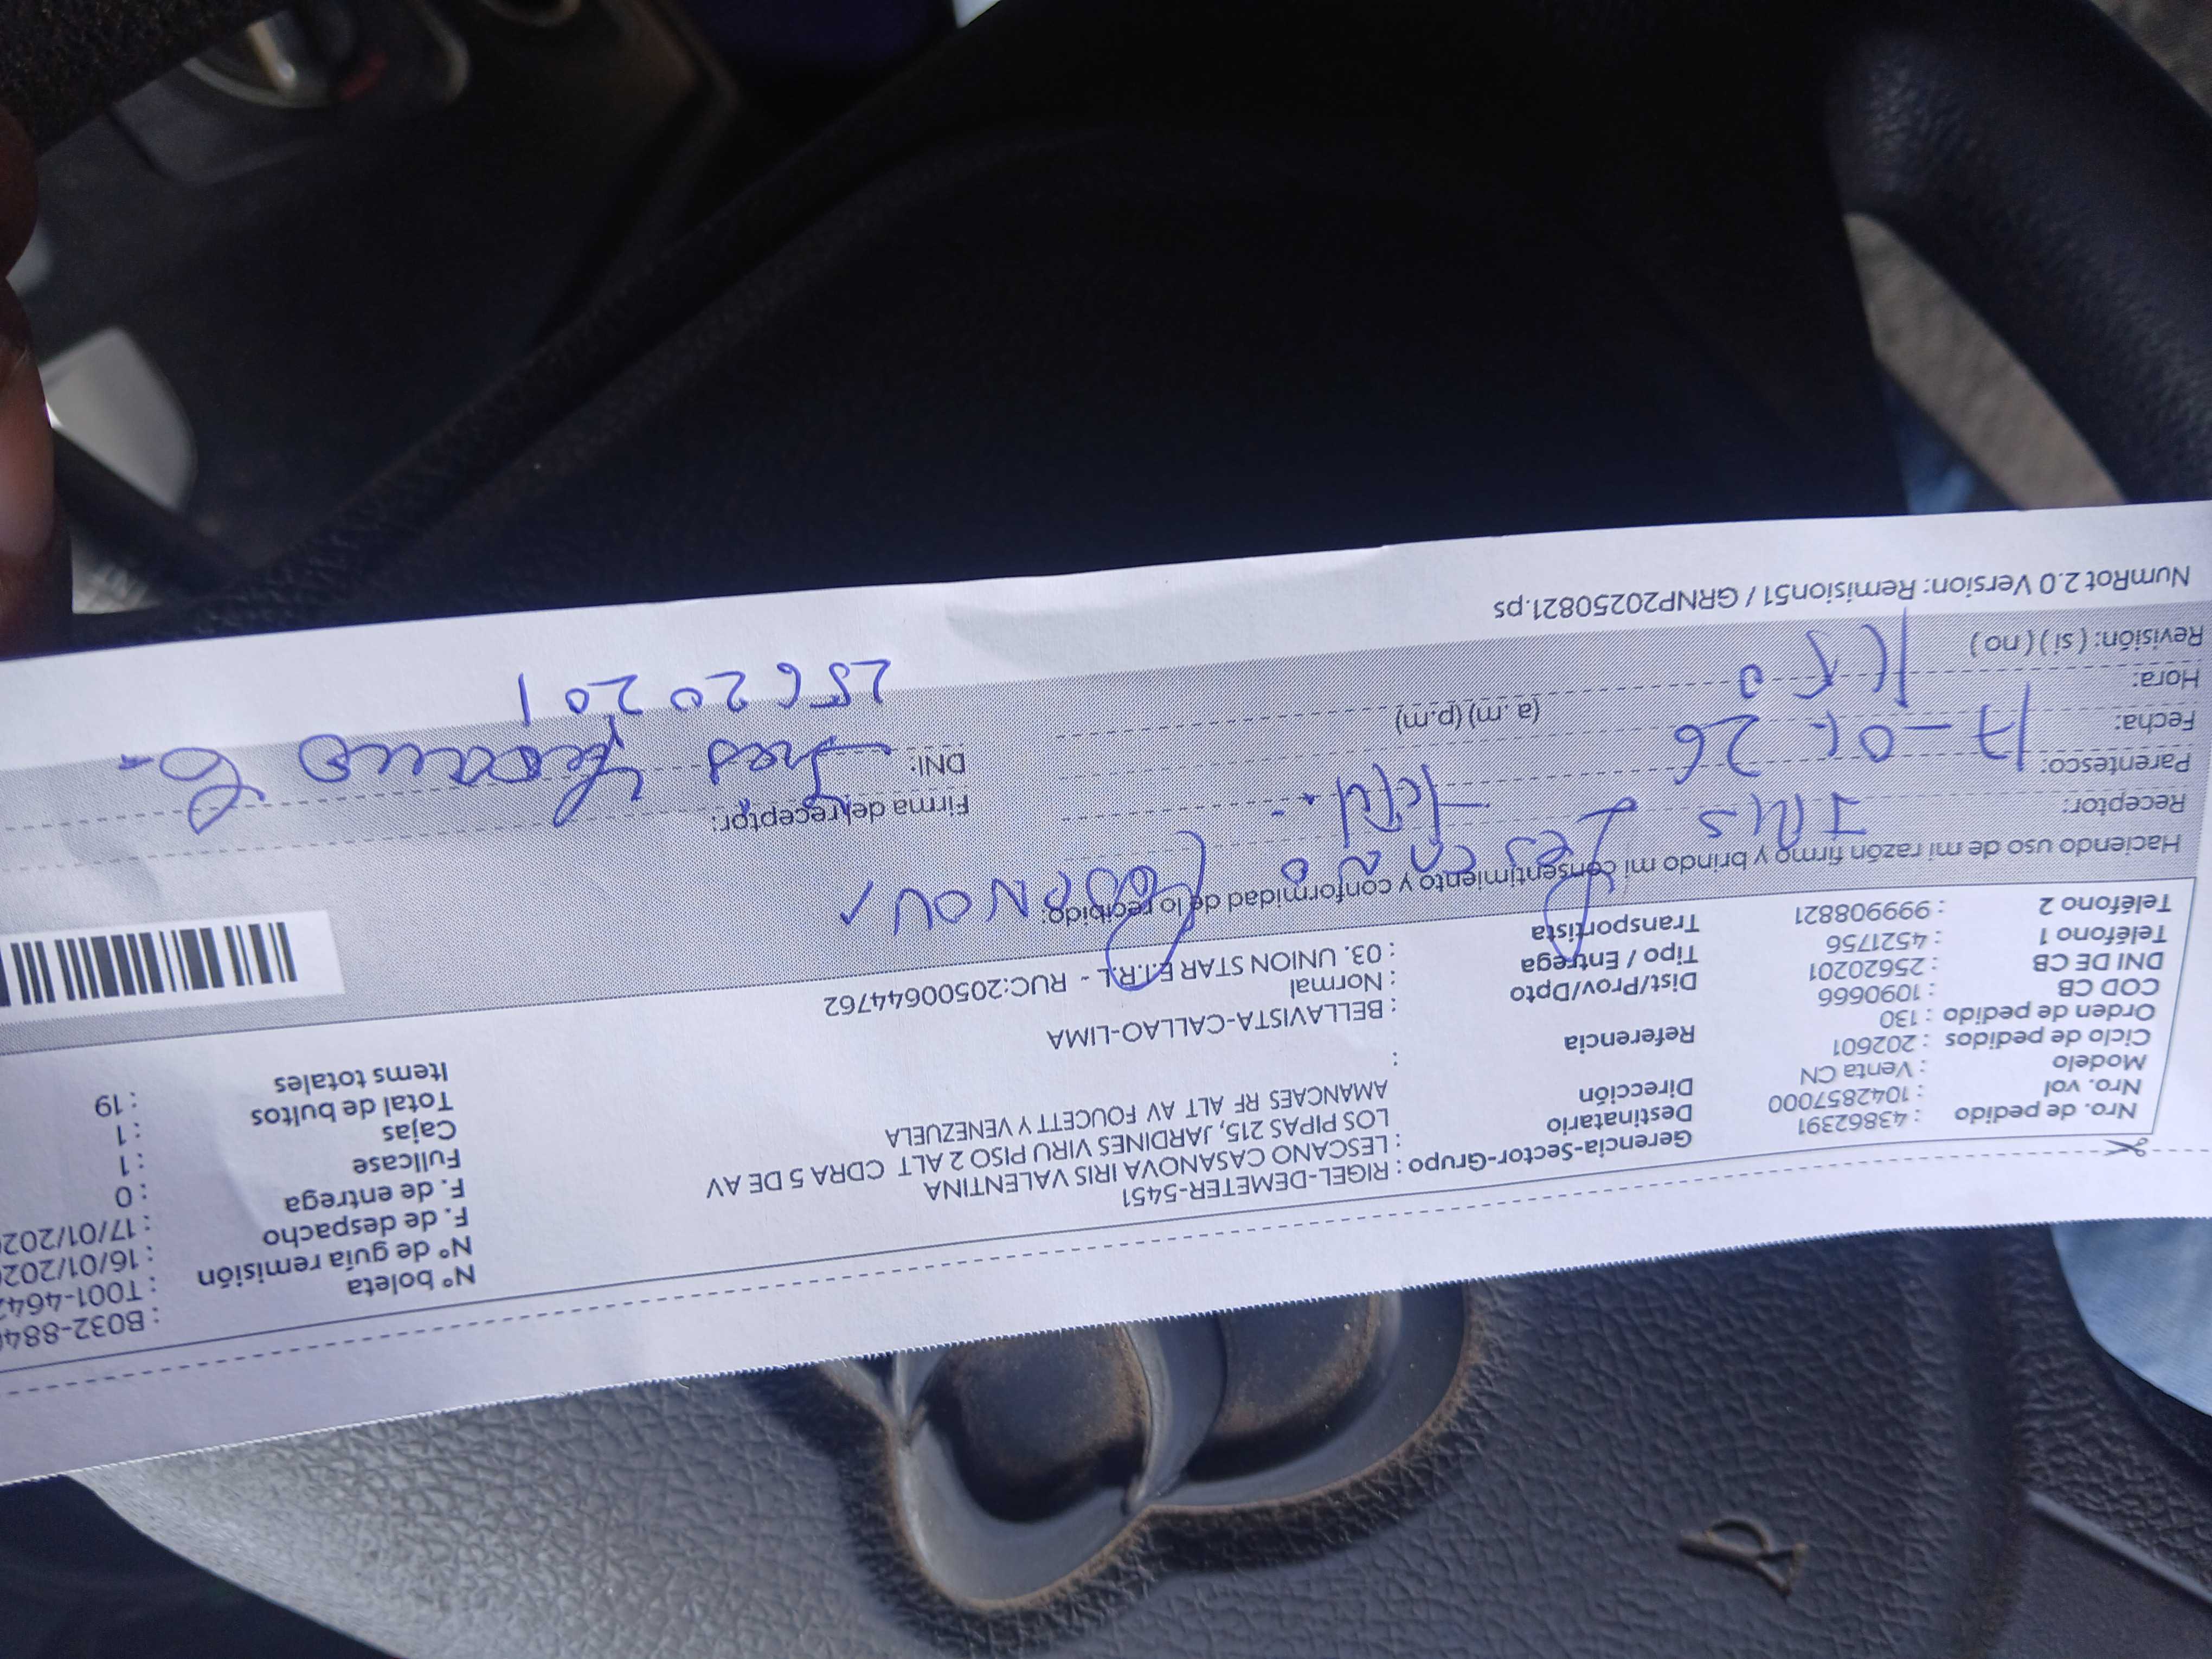 Nro. de pedido : 43862391
Nro. vol : 1042857000
Modelo : Venta CN
Ciclo de pedidos : 202601
Orden de pedido : 130
COD CB : 1090666
DNI DE CB : 25620201
Teléfono 1 : 4521756
Teléfono 2 : 999908821
Gerencia-Sector-Grupo : RIGEL-DEMETER-5451
Destinatario : LESCANO CASANOVA IRIS VALENTINA
Dirección LOS PIPAS 215, JARDINES VIRU PISO 2 ALT CDRA 5 DE AV
AMANCAES RF ALT AV FOUCETT Y VENEZUELA
Referencia :
Dist/Prov/Dpto : BELLAVISTA-CALLAO-LIMA
Tipo / Entrega : Normal
Transportista : 03. UNION STAR E.I.R.L - RUC:20500644762
Nº boleta : B032-884
Nº de guía remisión : T001-464
F. de despacho : 16/01/202
F. de entrega : 17/01/202
Fullcase : 0
Cajas : 1
Total de bultos : 1
Items totales : 19
Haciendo uso de mi razón firmo y brindo mi consentimiento y conformidad de lo recibido:
Receptor: IRIS Lescano Casanova
Parentesco: Titu.
Fecha: 17-01-26
Hora: (a. m) (p.m)
Revisión: ( si ) ( no )
Firma del receptor:
DNI:
25620201
NumRot 2.0 Version: Remision51 / GRNP20250821.ps